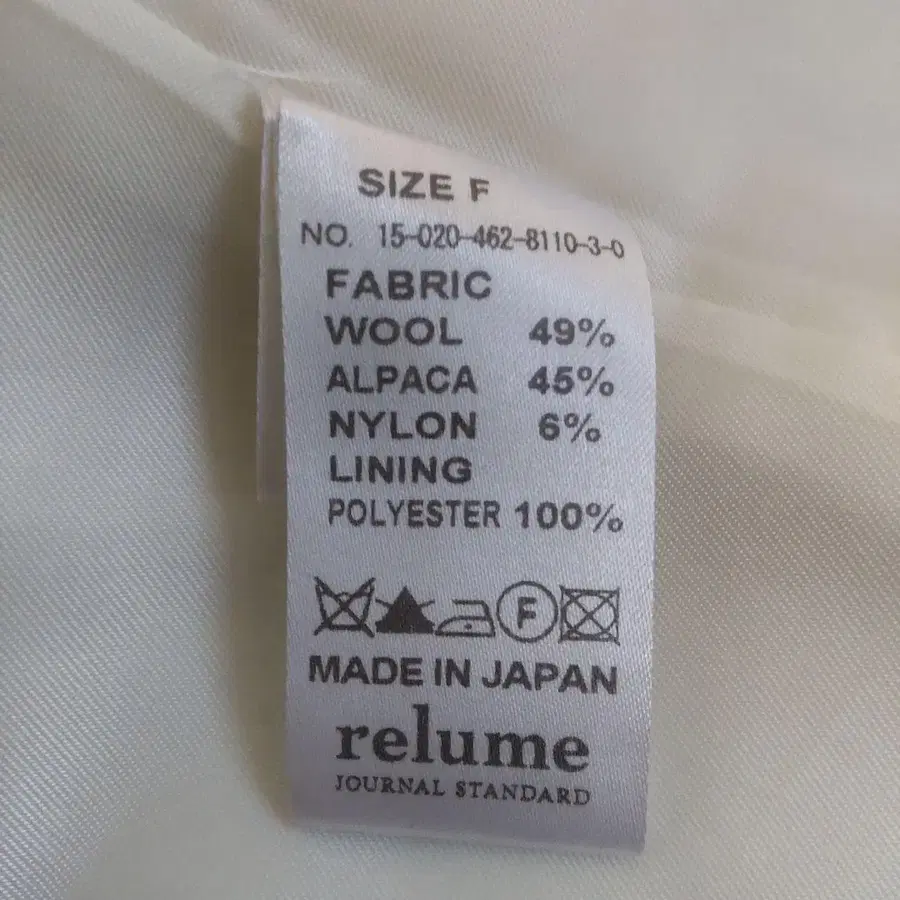 SIZE F
NO. 15-020-462-8110-3-0
FABRIC
WOOL 49%
ALPACA 45%
NYLON 6%
LINING
POLYESTER 100%
F
MADE IN JAPAN
relume
JOURNAL STANDARD